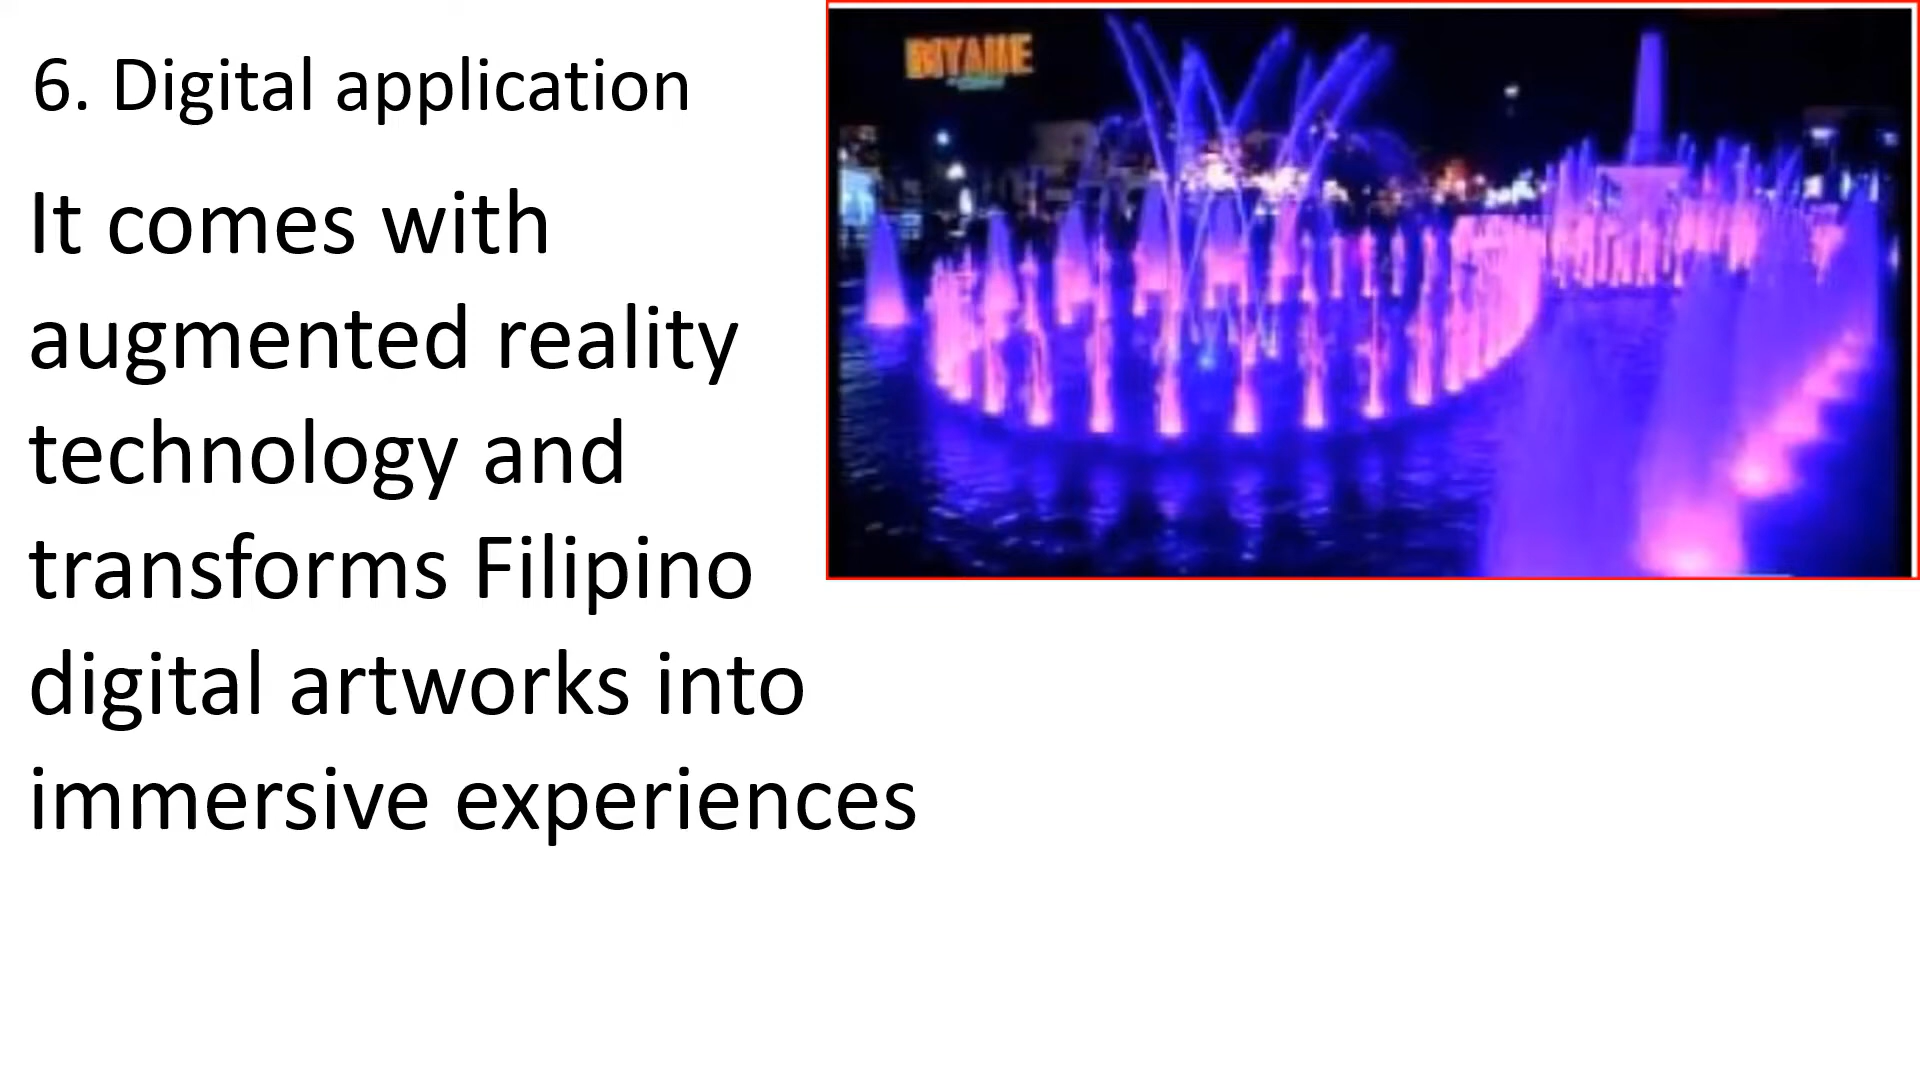 6. Digital application
It comes with
augmented reality
technology and
transforms Filipino
digital artworks into
immersive experiences